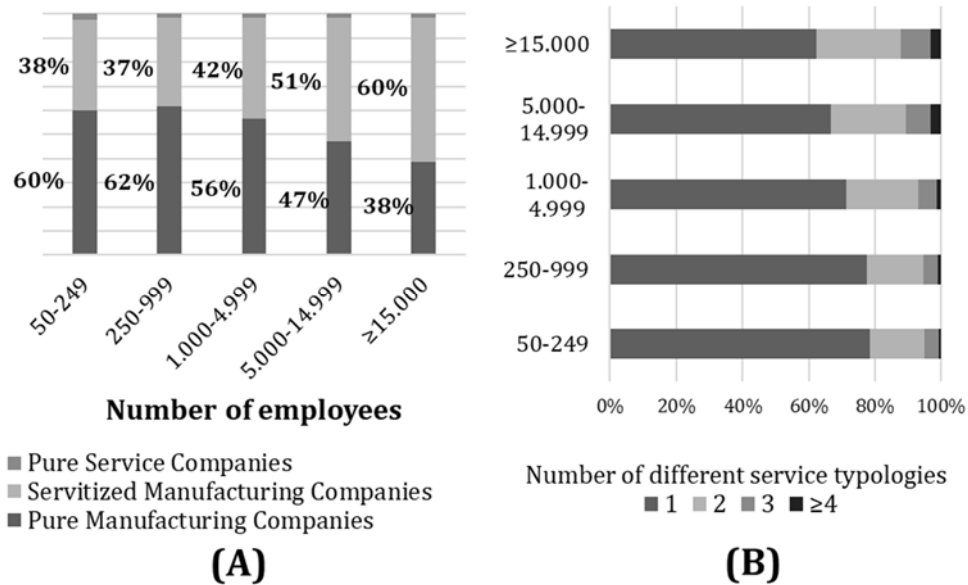 38% 37% 42% 51% 60%
60% 62% 56% 47% 38%
50-249 250-999 1.000-4.999 5.000-14.999 ≥15.000
Number of employees
Pure Service Companies
Servitized Manufacturing Companies
Pure Manufacturing Companies
(A)
≥15.000
5.000-
14.999
1.000-
4.999
250-999
50-249
0% 20% 40% 60% 80% 100%
Number of different service typologies
1 2 3 ≥4
(B)